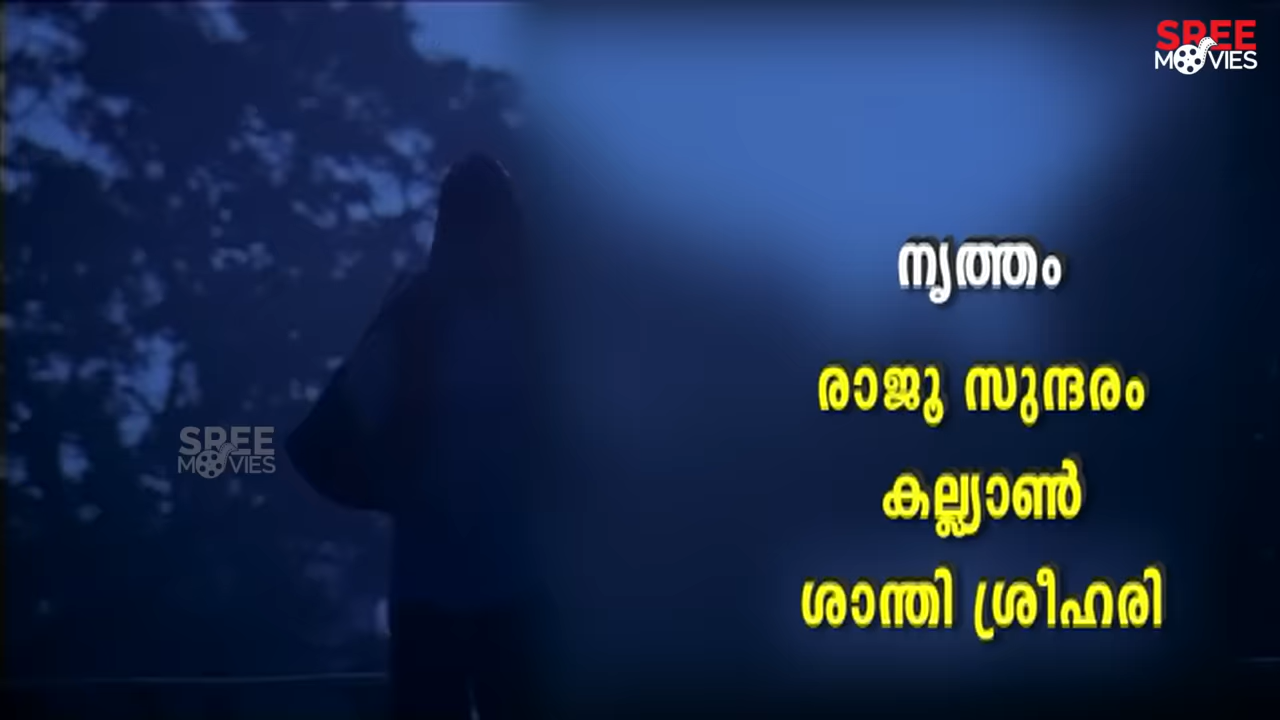 SREE
MOVIES
നൃത്തം
രാജൂ സുന്ദരം
കല്ല്യാൺ
SREE
MOVIES
ശാന്തി ശ്രീഹരി